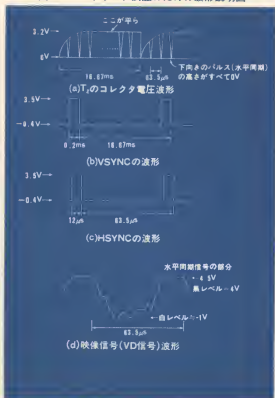 ここが平ら
3.2V→
0V
16.67ms
63.5μs
下向きのパルス(水平同期)
の高さがすべて0V
(a)T₂のコレクタ電圧波形
3.5V→
−0.4V→
0.2ms
16.67ms
(b)VSYNCの波形
3.5V→
−0.4V→
12μs
63.5μs
(c)HSYNCの波形
水平同期信号の部分
4.5V
黒レベル−4V
白レベル≒−1V
63.5μs
(d)映像信号(VD信号)波形